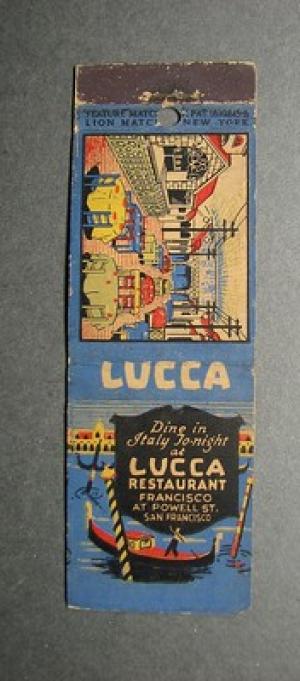 FEATURE MATCH PAT.
LION MATCH NEW YORK
LUCCA
Dine in
Italy To-night
at
LUCCA
RESTAURANT
FRANCISCO
AT POWELL ST.
SAN FRANCISCO